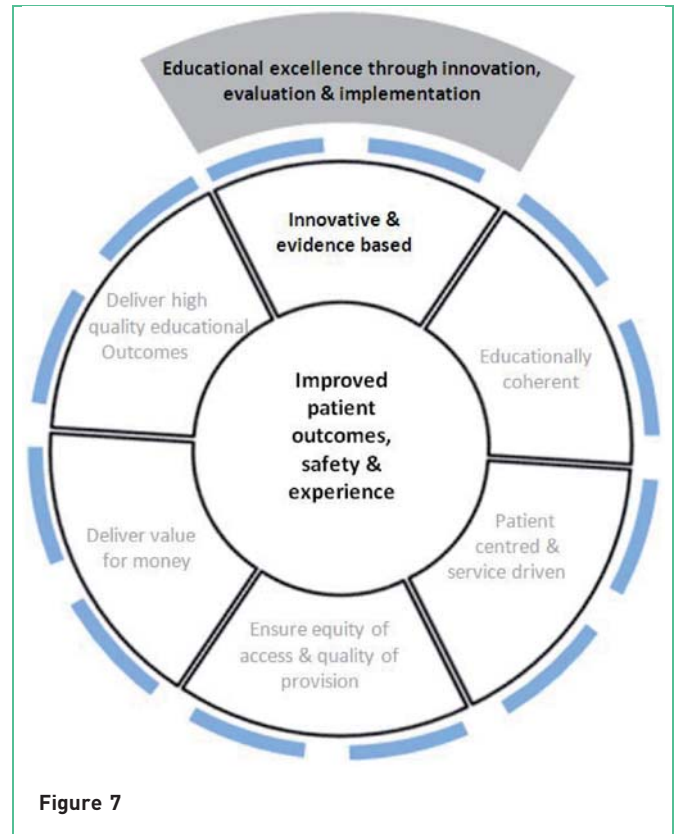 Educational excellence through innovation,
evaluation & implementation
Innovative &
evidence based
Deliver high
quality educational
Outcomes
Educationally
coherent
Improved
patient
outcomes,
safety &
experience
Deliver value
for money
Patient
centred &
service driven
Ensure equity of
access & quality of
provision
Figure 7